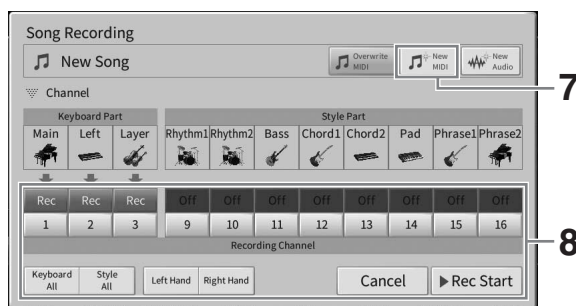 Song Recording
New Song
Overwrite MIDI
New MIDI
New Audio
7
Channel
Keyboard Part
Style Part
Main Left Layer Rhythm1 Rhythm2 Bass Chord1 Chord2 Pad Phrase1 Phrase2
Rec Rec Rec Off Off Off Off Off Off Off Off
1 2 3 9 10 11 12 13 14 15 16
8
Recording Channel
Keyboard All
Style All
Left Hand
Right Hand
Cancel
▶Rec Start